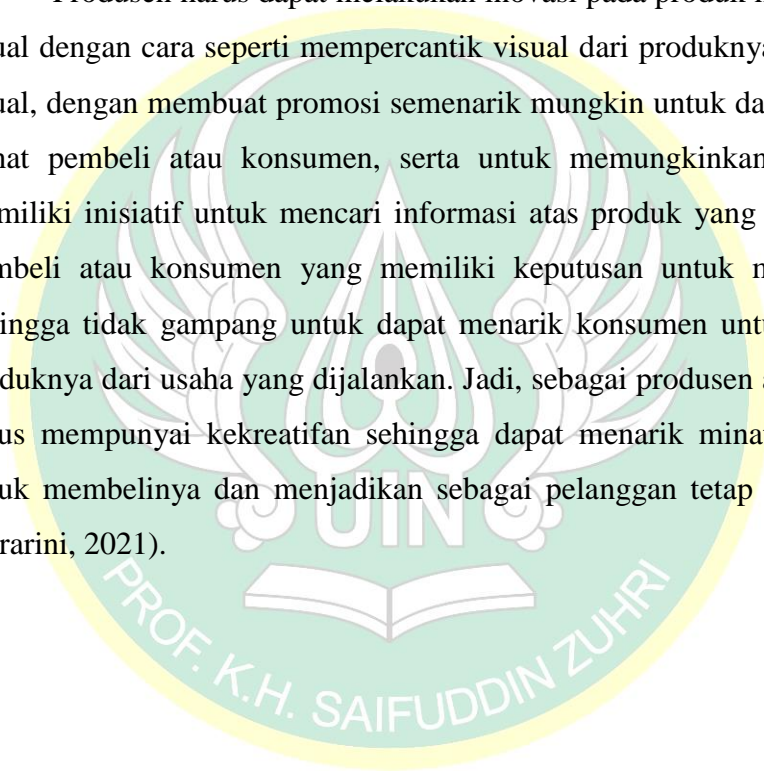 Produsen harus dapat melakukan inovasi pada produk
ual dengan cara seperti mempercantik visual dari produknya
ual, dengan membuat promosi semenarik mungkin untuk da
nat pembeli atau konsumen, serta untuk memungkinkan
miliki inisiatif untuk mencari informasi atas produk yang
mbeli atau konsumen yang memiliki keputusan untuk m
ingga tidak gampang untuk dapat menarik konsumen untu
duknya dari usaha yang dijalankan. Jadi, sebagai produsen a
us mempunyai kekreatifan sehingga dapat menarik mina
uk membelinya dan menjadikan sebagai pelanggan tetap
rarini, 2021).
UIN
PROF. K.H. SAIFUDDIN ZUHRI